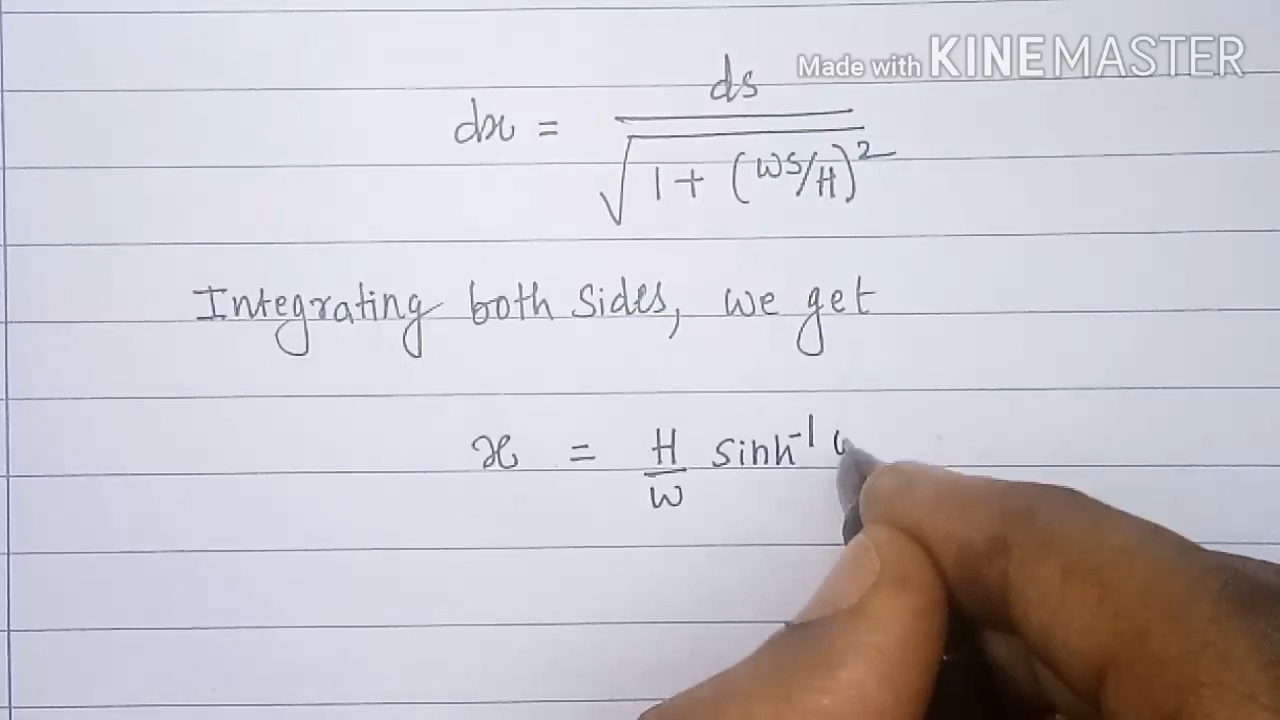 Made with KINEMASTER
dx = ds / √(1 + (ws/H)²)
Integrating both sides, we get
x = H/w sinh⁻¹